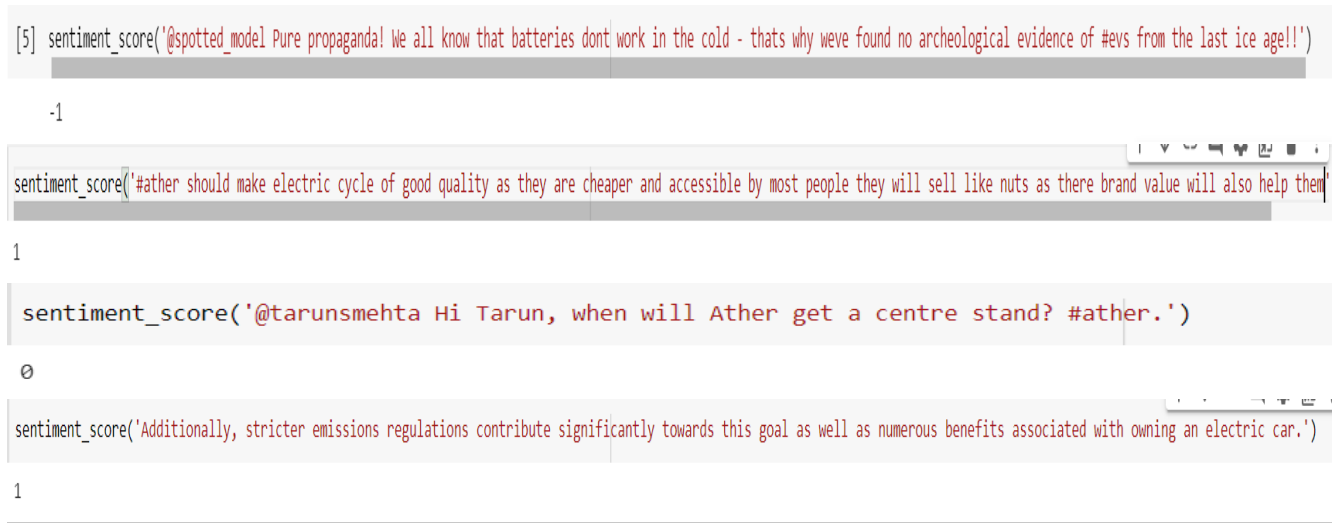 [5] sentiment_score('@spotted_model Pure propaganda! We all know that batteries dont work in the cold - thats why weve found no archeological evidence of #evs from the last ice age!!')
-1
sentiment_score('#ather should make electric cycle of good quality as they are cheaper and accessible by most people they will sell like nuts as there brand value will also help them'
1
sentiment_score('@tarunsmehta Hi Tarun, when will Ather get a centre stand? #ather.')
0
sentiment_score('Additionally, stricter emissions regulations contribute significantly towards this goal as well as numerous benefits associated with owning an electric car.')
1